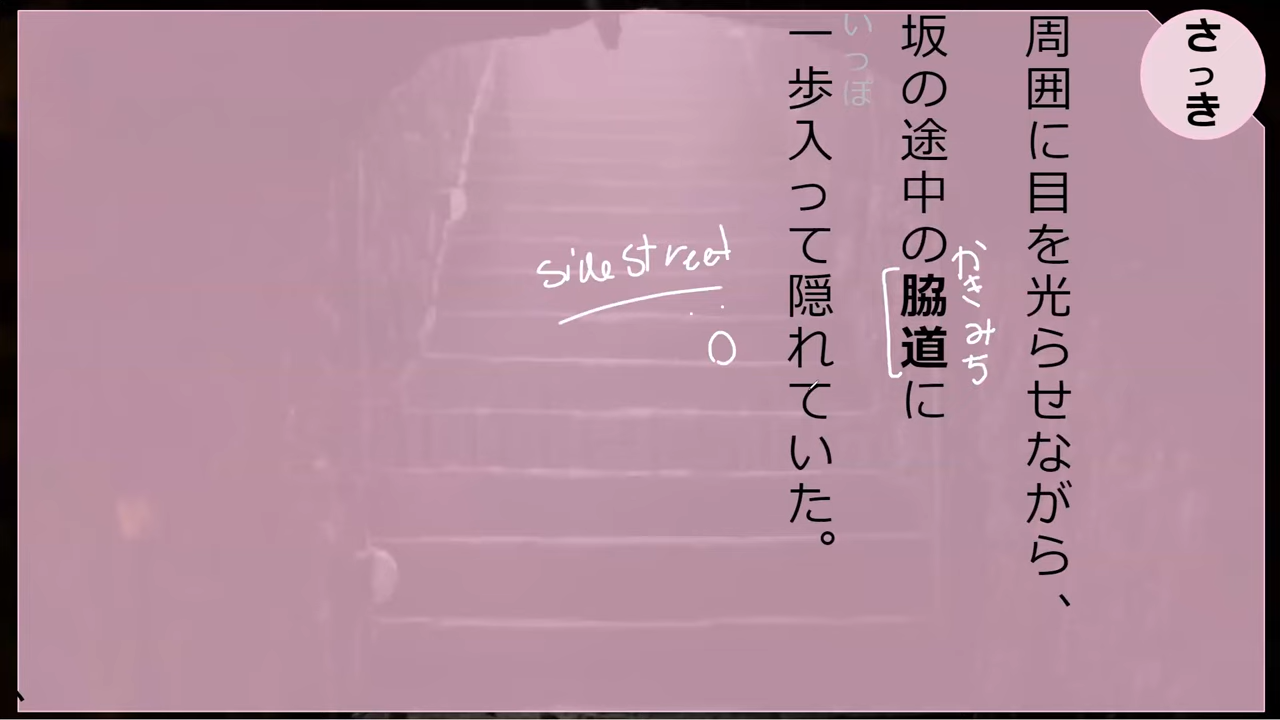 さっき
周囲に目を光らせながら、
坂の途中の脇道に
かきみち
一歩入って隠れていた。
いっぽ
side street